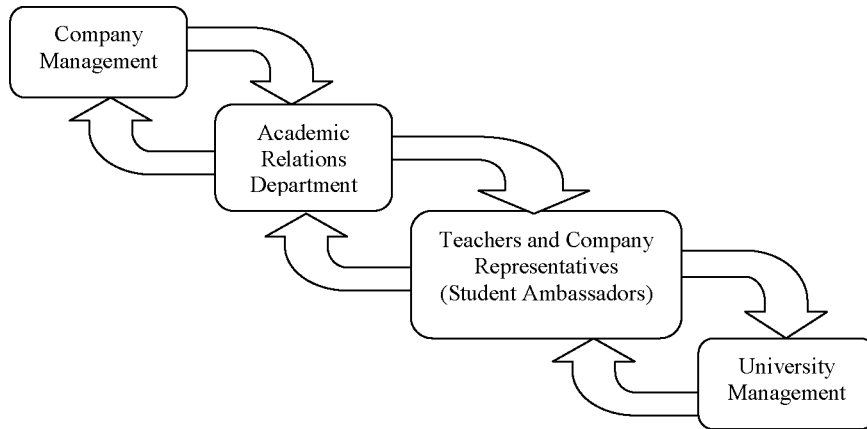 Company
Management
Academic
Relations
Department
Teachers and Company
Representatives
(Student Ambassadors)
University
Management